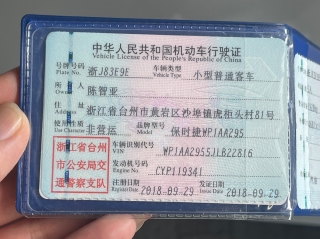 中华人民共和国机动车行驶证
Vehicle License of the People's Republic of China
号牌号码 浙J83E9E 车辆类型 小型普通客车
Plate No. Vehicle Type
所有人 陈智亚
Owner
住址 浙江省台州市黄岩区沙埠镇虎桓头村81号
Address
使用性质 非营运 品牌型号 保时捷WP1AA295
Use Character Model
浙江省台州
市公安局交
通警察支队
车辆识别代号 WP1AA2955JLB22816
VIN
发动机号码 CYP119341
Engine No.
注册日期 2018-09-29 发证日期 2018-09-29
Register Date Issue Date